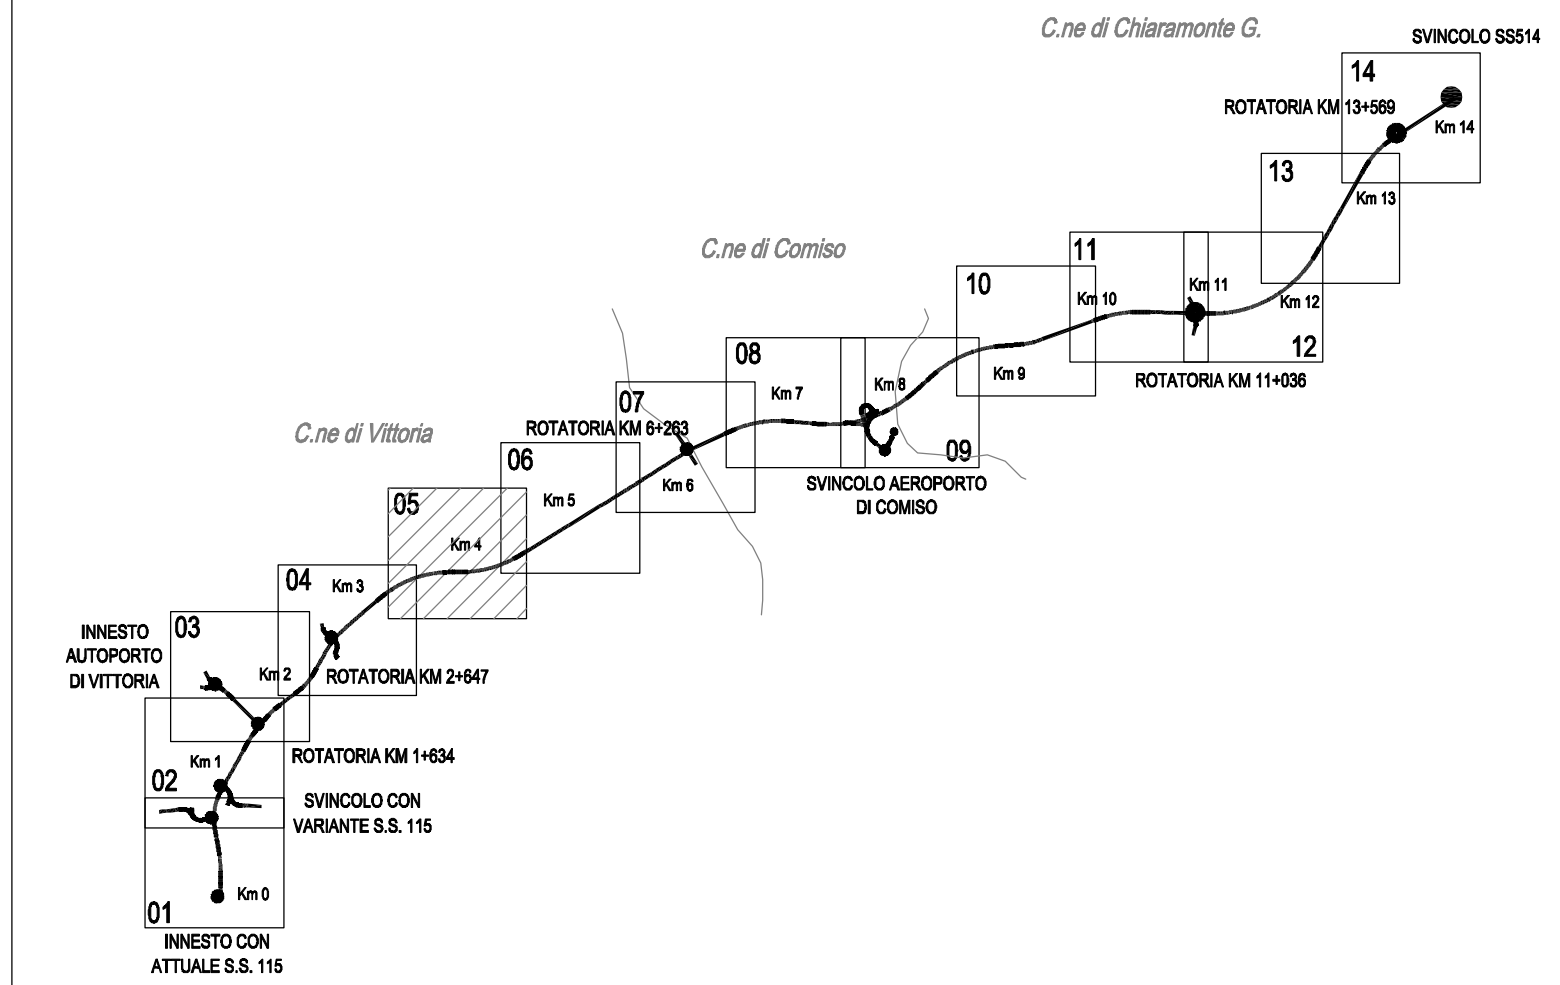 C.ne di Chiaramonte G.
SVINCOLO SS514
14
ROTATORIA KM 13+569
Km 14
13
Km 13
C.ne di Comiso
11
10
Km 11
Km 10
Km 12
08
12
Km 9
ROTATORIA KM 11+036
Km 8
Km 7
07
C.ne di Vittoria
ROTATORIA KM 6+263
09
06
SVINCOLO AEROPORTO
DI COMISO
Km 6
Km 5
05
Km 4
04
Km 3
03
INNESTO
AUTOPORTO
DI VITTORIA
Km 2
ROTATORIA KM 2+647
ROTATORIA KM 1+634
Km 1
02
SVINCOLO CON
VARIANTE S.S. 115
Km 0
01
INNESTO CON
ATTUALE S.S. 115